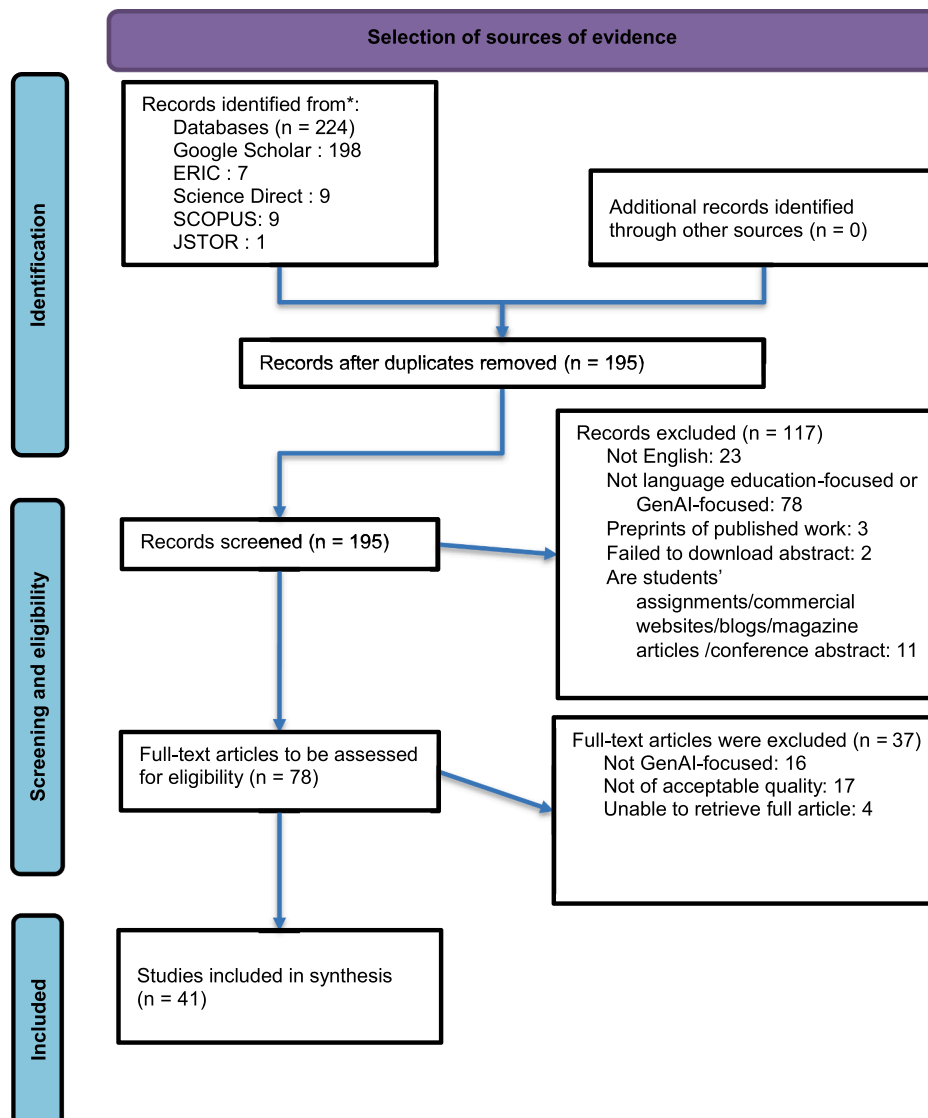 Selection of sources of evidence
Identification
Records identified from*:
Databases (n = 224)
Google Scholar : 198
ERIC : 7
Science Direct : 9
SCOPUS: 9
JSTOR : 1
Additional records identified
through other sources (n = 0)
Records after duplicates removed (n = 195)
Screening and eligibility
Records screened (n = 195)
Records excluded (n = 117)
Not English: 23
Not language education-focused or
GenAI-focused: 78
Preprints of published work: 3
Failed to download abstract: 2
Are students’
assignments/commercial
websites/blogs/magazine
articles /conference abstract: 11
Full-text articles to be assessed
for eligibility (n = 78)
Full-text articles were excluded (n = 37)
Not GenAI-focused: 16
Not of acceptable quality: 17
Unable to retrieve full article: 4
Included
Studies included in synthesis
(n = 41)